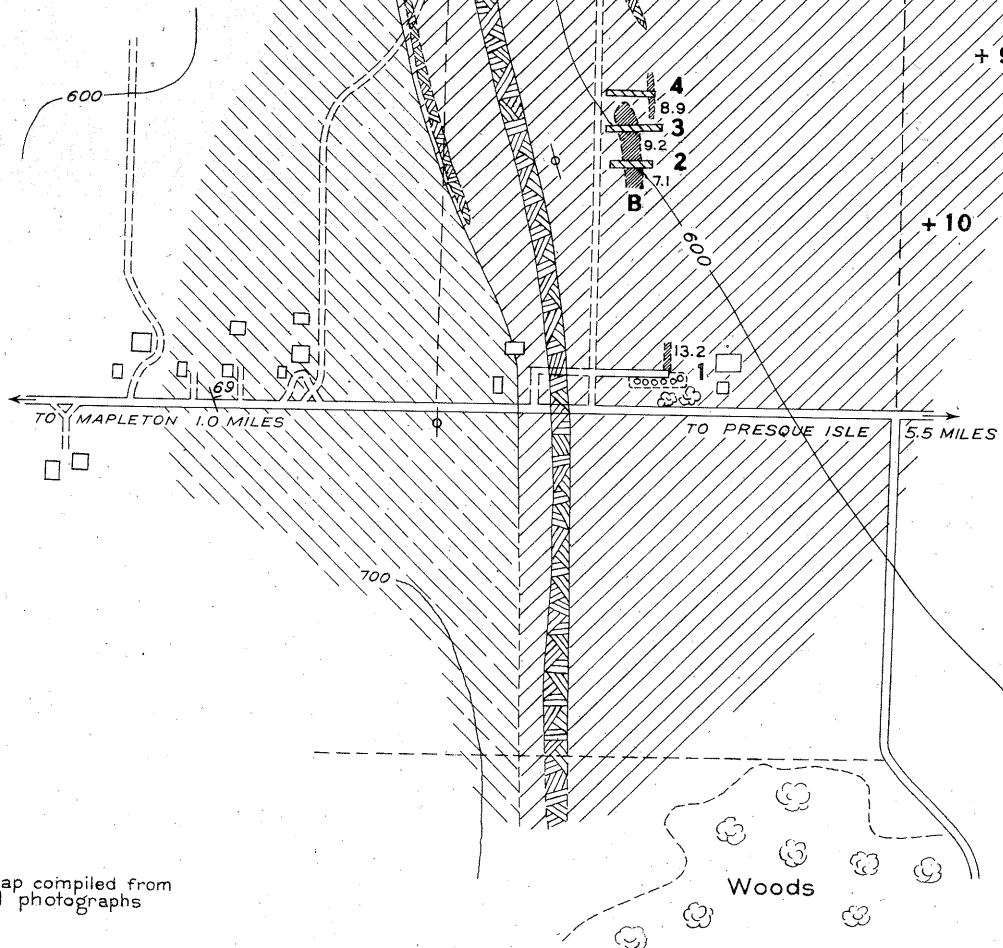 + 9
600
4
8.9
3
9.2
2
7.1
B
+ 10
600
13.2
1
69
TO MAPLETON 1.0 MILES
TO PRESQUE ISLE 5.5 MILES
700
ap compiled from
photographs
Woods